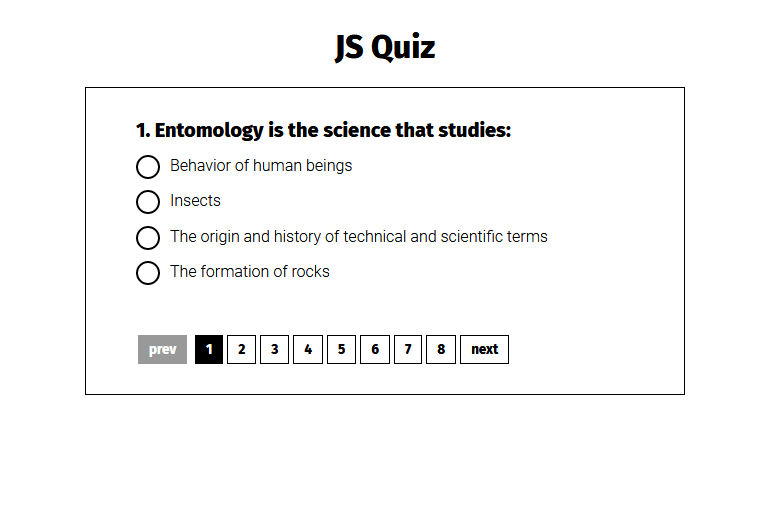 JS Quiz
1. Entomology is the science that studies:
Behavior of human beings
Insects
The origin and history of technical and scientific terms
The formation of rocks
prev 1 2 3 4 5 6 7 8 next